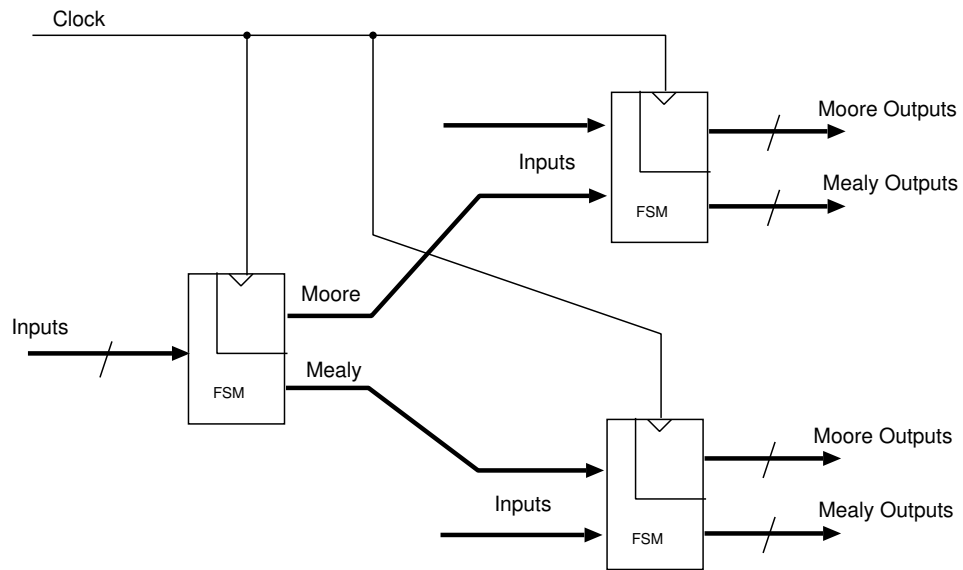 Clock
Moore Outputs
Inputs
Mealy Outputs
FSM
Moore
Inputs
Mealy
FSM
Moore Outputs
Inputs
Mealy Outputs
FSM